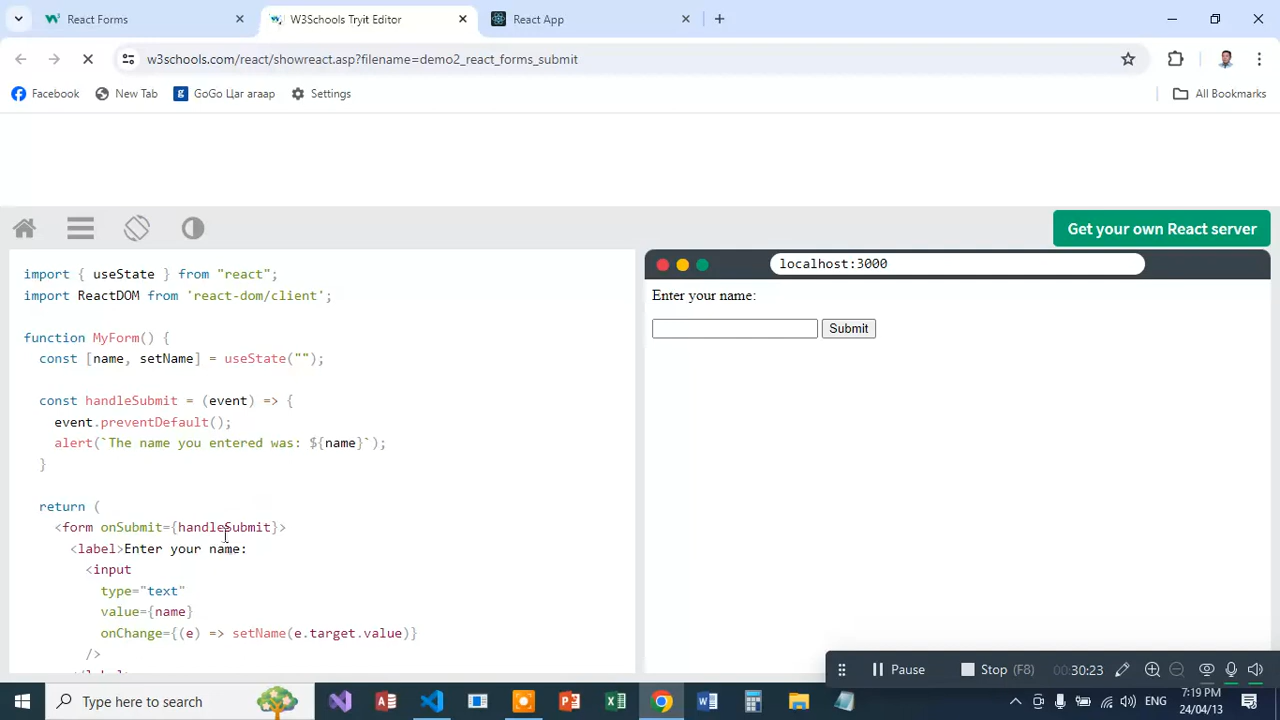 React Forms
W3Schools Tryit Editor
React App
w3schools.com/react/showreact.asp?filename=demo2_react_forms_submit
Facebook
New Tab
GoGo Цаг агаар
Settings
All Bookmarks
Get your own React server
import { useState } from "react";
import ReactDOM from 'react-dom/client';
function MyForm() {
const [name, setName] = useState("");
const handleSubmit = (event) => {
event.preventDefault();
alert(`The name you entered was: ${name}`);
}
return (
<form onSubmit={handleSubmit}>
<label>Enter your name:
<input
type="text"
value={name}
onChange={(e) => setName(e.target.value)}
/>
localhost:3000
Enter your name:
Submit
Pause
Stop (F8)
00:30:23
Type here to search
ENG
7:19 PM
24/04/13